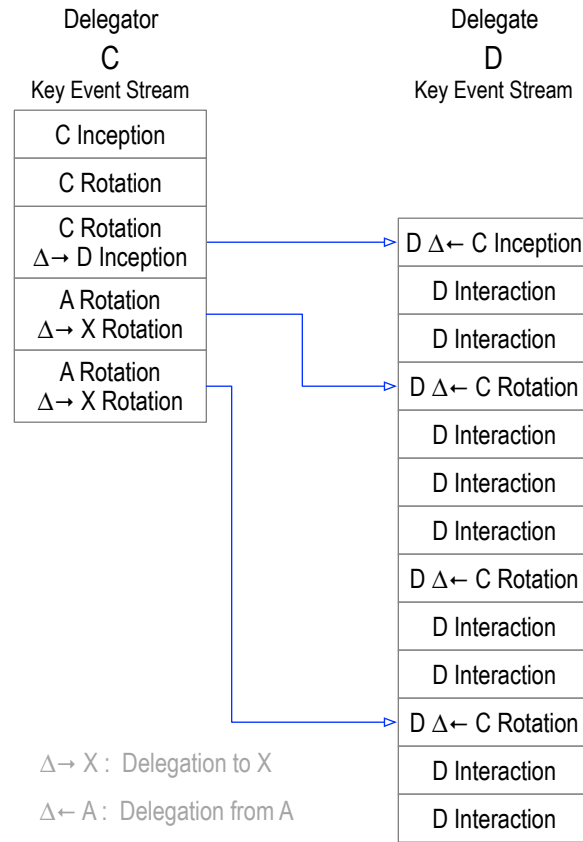 Delegator
C
Key Event Stream
C Inception
C Rotation
C Rotation
Δ→ D Inception
A Rotation
Δ→ X Rotation
A Rotation
Δ→ X Rotation
Delegate
D
Key Event Stream
D Δ← C Inception
D Interaction
D Interaction
D Δ← C Rotation
D Interaction
D Interaction
D Interaction
D Δ← C Rotation
D Interaction
D Interaction
D Δ← C Rotation
D Interaction
D Interaction
Δ→ X : Delegation to X
Δ← A : Delegation from A